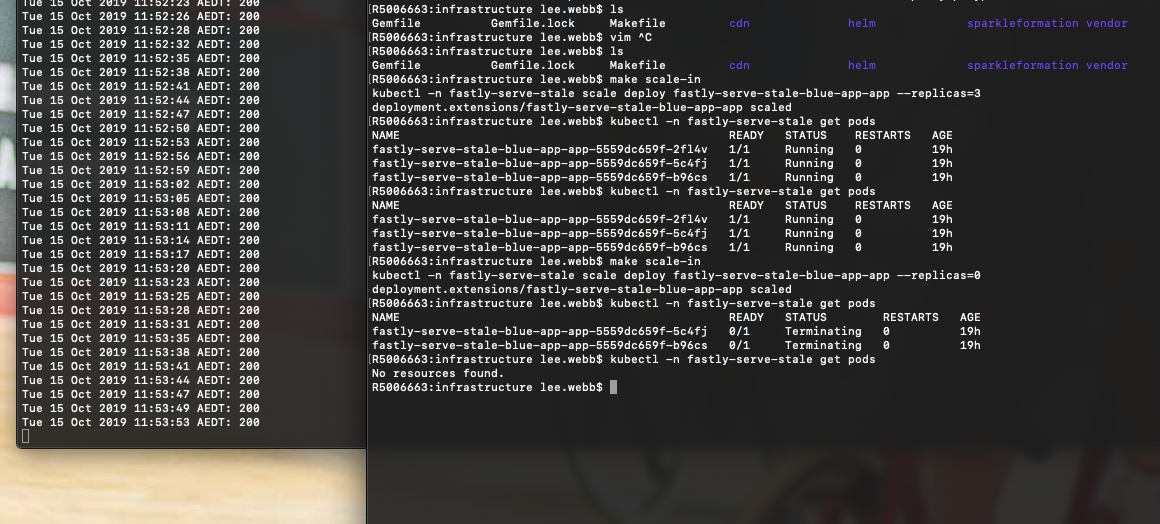 Tue 15 Oct 2019 11:52:23 AEDT: 200
Tue 15 Oct 2019 11:52:26 AEDT: 200
Tue 15 Oct 2019 11:52:28 AEDT: 200
Tue 15 Oct 2019 11:52:32 AEDT: 200
Tue 15 Oct 2019 11:52:35 AEDT: 200
Tue 15 Oct 2019 11:52:38 AEDT: 200
Tue 15 Oct 2019 11:52:41 AEDT: 200
Tue 15 Oct 2019 11:52:44 AEDT: 200
Tue 15 Oct 2019 11:52:47 AEDT: 200
Tue 15 Oct 2019 11:52:50 AEDT: 200
Tue 15 Oct 2019 11:52:53 AEDT: 200
Tue 15 Oct 2019 11:52:56 AEDT: 200
Tue 15 Oct 2019 11:52:59 AEDT: 200
Tue 15 Oct 2019 11:53:02 AEDT: 200
Tue 15 Oct 2019 11:53:05 AEDT: 200
Tue 15 Oct 2019 11:53:08 AEDT: 200
Tue 15 Oct 2019 11:53:11 AEDT: 200
Tue 15 Oct 2019 11:53:14 AEDT: 200
Tue 15 Oct 2019 11:53:17 AEDT: 200
Tue 15 Oct 2019 11:53:20 AEDT: 200
Tue 15 Oct 2019 11:53:23 AEDT: 200
Tue 15 Oct 2019 11:53:25 AEDT: 200
Tue 15 Oct 2019 11:53:28 AEDT: 200
Tue 15 Oct 2019 11:53:31 AEDT: 200
Tue 15 Oct 2019 11:53:35 AEDT: 200
Tue 15 Oct 2019 11:53:38 AEDT: 200
Tue 15 Oct 2019 11:53:41 AEDT: 200
Tue 15 Oct 2019 11:53:44 AEDT: 200
Tue 15 Oct 2019 11:53:47 AEDT: 200
Tue 15 Oct 2019 11:53:49 AEDT: 200
Tue 15 Oct 2019 11:53:53 AEDT: 200
[R5006663:infrastructure lee.webb$ ls
Gemfile Gemfile.lock Makefile cdn helm sparkleformation vendor
[R5006663:infrastructure lee.webb$ vim ^C
[R5006663:infrastructure lee.webb$ ls
Gemfile Gemfile.lock Makefile cdn helm sparkleformation vendor
[R5006663:infrastructure lee.webb$ make scale-in
kubectl -n fastly-serve-stale scale deploy fastly-serve-stale-blue-app-app --replicas=3
deployment.extensions/fastly-serve-stale-blue-app-app scaled
[R5006663:infrastructure lee.webb$ kubectl -n fastly-serve-stale get pods
NAME READY STATUS RESTARTS AGE
fastly-serve-stale-blue-app-app-5559dc659f-2fl4v 1/1 Running 0 19h
fastly-serve-stale-blue-app-app-5559dc659f-5c4fj 1/1 Running 0 19h
fastly-serve-stale-blue-app-app-5559dc659f-b96cs 1/1 Running 0 19h
[R5006663:infrastructure lee.webb$ kubectl -n fastly-serve-stale get pods
NAME READY STATUS RESTARTS AGE
fastly-serve-stale-blue-app-app-5559dc659f-2fl4v 1/1 Running 0 19h
fastly-serve-stale-blue-app-app-5559dc659f-5c4fj 1/1 Running 0 19h
fastly-serve-stale-blue-app-app-5559dc659f-b96cs 1/1 Running 0 19h
[R5006663:infrastructure lee.webb$ make scale-in
kubectl -n fastly-serve-stale scale deploy fastly-serve-stale-blue-app-app --replicas=0
deployment.extensions/fastly-serve-stale-blue-app-app scaled
[R5006663:infrastructure lee.webb$ kubectl -n fastly-serve-stale get pods
NAME READY STATUS RESTARTS AGE
fastly-serve-stale-blue-app-app-5559dc659f-5c4fj 0/1 Terminating 0 19h
fastly-serve-stale-blue-app-app-5559dc659f-b96cs 0/1 Terminating 0 19h
[R5006663:infrastructure lee.webb$ kubectl -n fastly-serve-stale get pods
No resources found.
R5006663:infrastructure lee.webb$